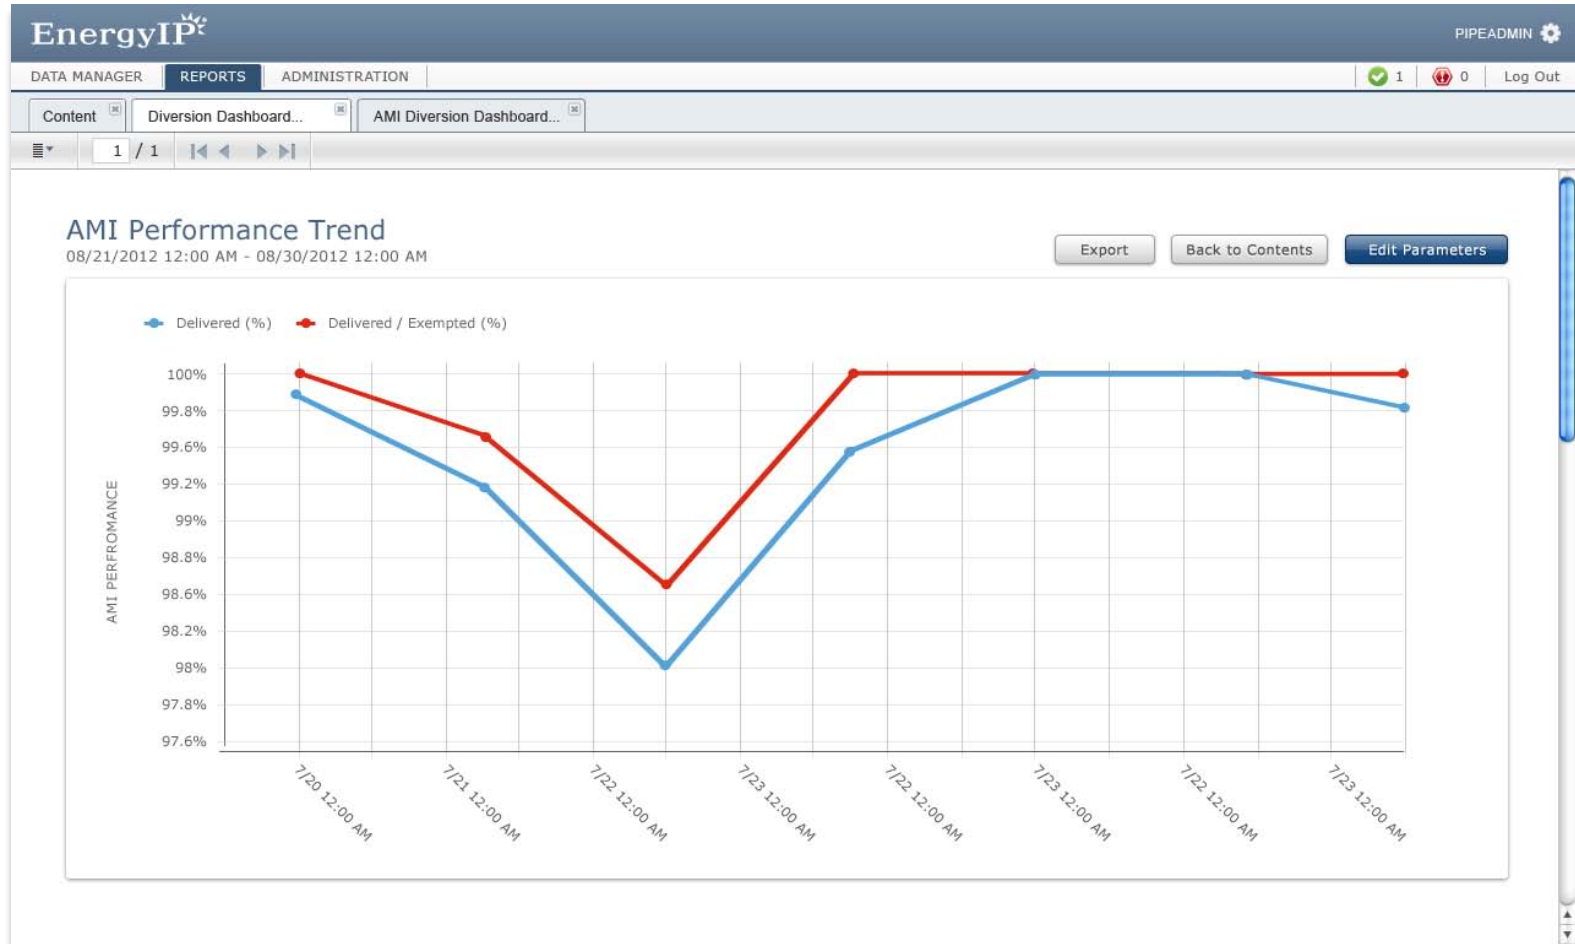 EnergyIP
PIPEADMIN
DATA MANAGER REPORTS ADMINISTRATION 1 0 Log Out
Content Diversion Dashboard... AMI Diversion Dashboard...
1 / 1
AMI Performance Trend
08/21/2012 12:00 AM - 08/30/2012 12:00 AM
Export Back to Contents Edit Parameters
Delivered (%) Delivered / Exempted (%)
100%
99.8%
99.6%
99.2%
99%
98.8%
98.6%
98.2%
98%
97.8%
97.6%
AMI PERFROMANCE
7/20 12:00 AM
7/21 12:00 AM
7/22 12:00 AM
7/23 12:00 AM
7/22 12:00 AM
7/23 12:00 AM
7/22 12:00 AM
7/23 12:00 AM